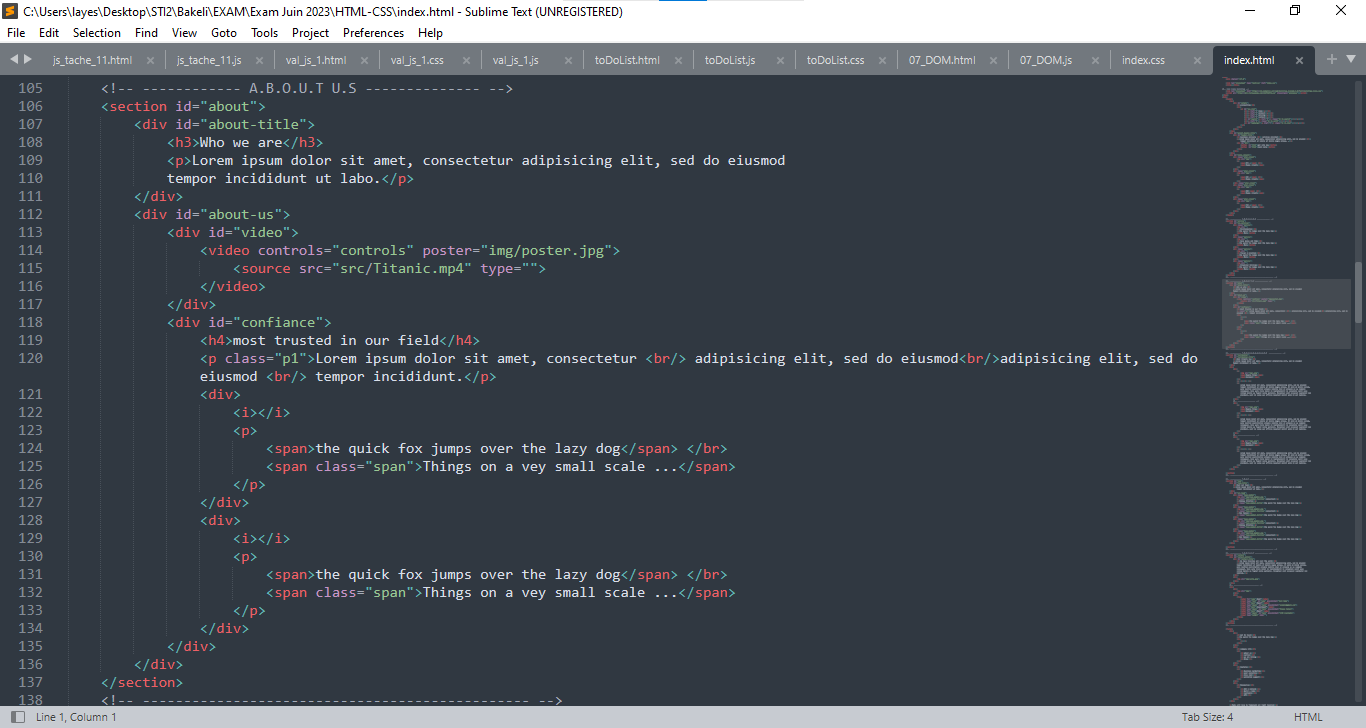 C:\Users\layes\Desktop\STI2\Bakeli\EXAM\Exam Juin 2023\HTML-CSS\index.html - Sublime Text (UNREGISTERED)
File Edit Selection Find View Goto Tools Project Preferences Help
js_tache_11.html js_tache_11.js val_js_1.html val_js_1.css val_js_1.js toDoList.html toDoList.js toDoList.css 07_DOM.html 07_DOM.js index.css index.html
105 <!-- ------------ A.B.O.U.T U.S -------------- -->
106 <section id="about">
107 <div id="about-title">
108 <h3>Who we are</h3>
109 <p>Lorem ipsum dolor sit amet, consectetur adipisicing elit, sed do eiusmod
110 tempor incididunt ut labo.</p>
111 </div>
112 <div id="about-us">
113 <div id="video">
114 <video controls="controls" poster="img/poster.jpg">
115 <source src="src/Titanic.mp4" type="">
116 </video>
117 </div>
118 <div id="confiance">
119 <h4>most trusted in our field</h4>
120 <p class="p1">Lorem ipsum dolor sit amet, consectetur <br/> adipisicing elit, sed do eiusmod<br/>adipisicing elit, sed do
eiusmod <br/> tempor incididunt.</p>
121 <div>
122 <i></i>
123 <p>
124 <span>the quick fox jumps over the lazy dog</span> </br>
125 <span class="span">Things on a vey small scale ...</span>
126 </p>
127 </div>
128 <div>
129 <i></i>
130 <p>
131 <span>the quick fox jumps over the lazy dog</span> </br>
132 <span class="span">Things on a vey small scale ...</span>
133 </p>
134 </div>
135 </div>
136 </div>
137 </section>
138 <!-- ----------------------------------------------- -->
Line 1, Column 1 Tab Size: 4 HTML